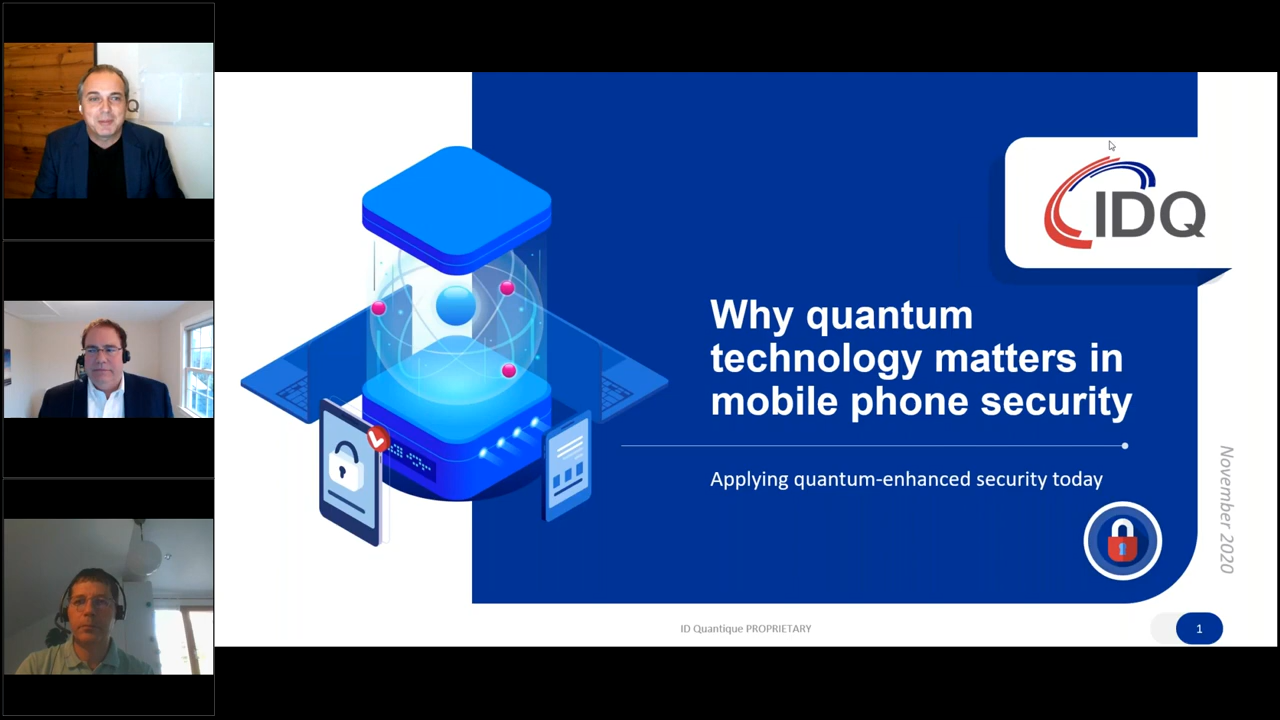 Q
IDQ
Why quantum
technology matters in
mobile phone security
Applying quantum-enhanced security today
November 2020
ID Quantique PROPRIETARY
1